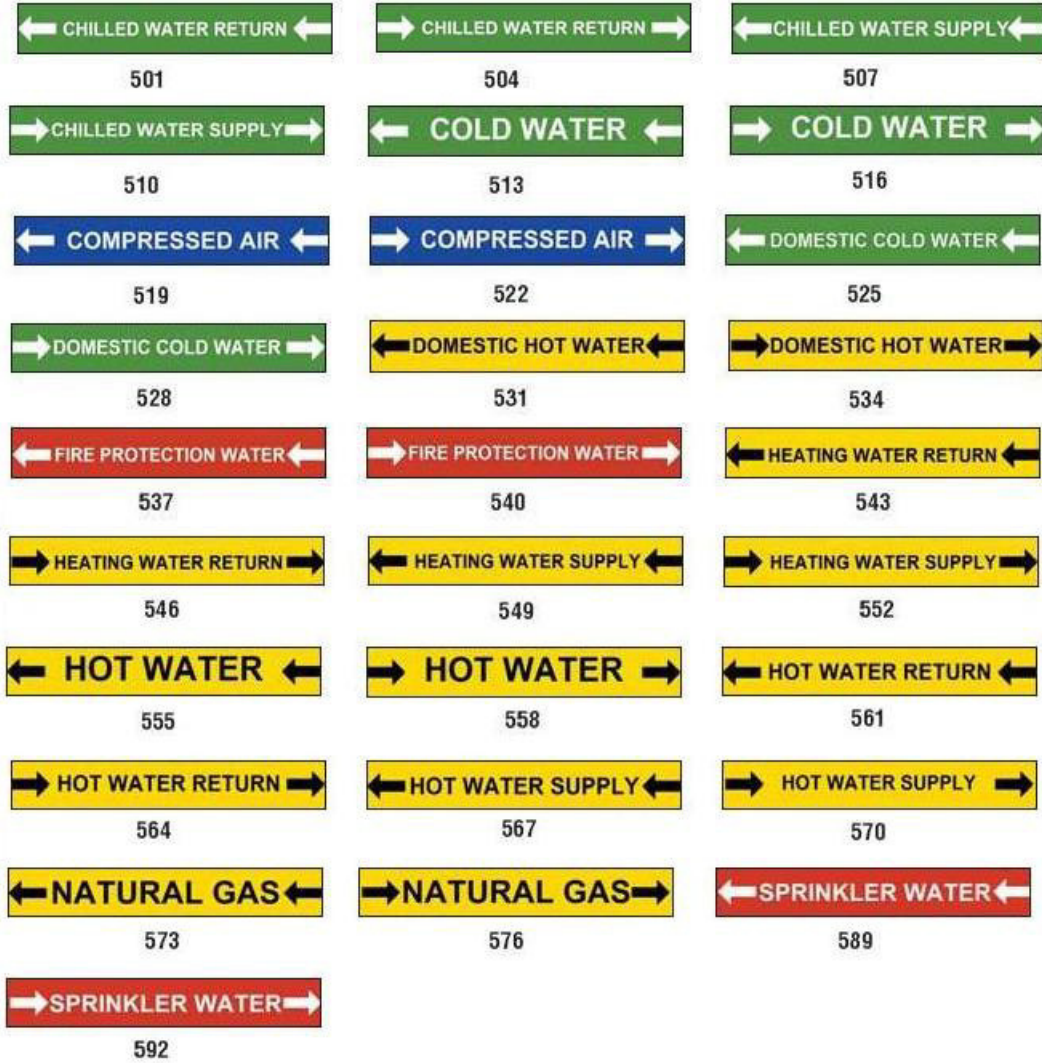 CHILLED WATER RETURN
CHILLED WATER RETURN
CHILLED WATER SUPPLY
501
504
507
CHILLED WATER SUPPLY
COLD WATER
COLD WATER
510
513
516
COMPRESSED AIR
COMPRESSED AIR
DOMESTIC COLD WATER
519
522
525
DOMESTIC COLD WATER
DOMESTIC HOT WATER
DOMESTIC HOT WATER
528
531
534
FIRE PROTECTION WATER
FIRE PROTECTION WATER
HEATING WATER RETURN
537
540
543
HEATING WATER RETURN
HEATING WATER SUPPLY
HEATING WATER SUPPLY
546
549
552
HOT WATER
HOT WATER
HOT WATER RETURN
555
558
561
HOT WATER RETURN
HOT WATER SUPPLY
HOT WATER SUPPLY
564
567
570
NATURAL GAS
NATURAL GAS
SPRINKLER WATER
573
576
589
SPRINKLER WATER
592